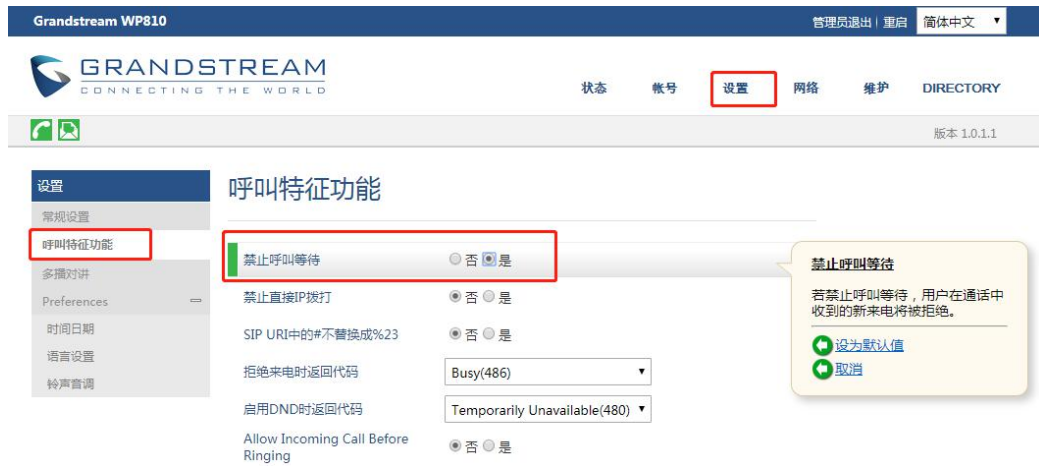 Grandstream WP810
管理员退出 | 重启 简体中文
GRANDSTREAM
CONNECTING THE WORLD
状态 帐号 设置 网络 维护 DIRECTORY
版本 1.0.1.1
设置
常规设置
呼叫特征功能
多播对讲
Preferences
时间日期
语言设置
铃声音调
呼叫特征功能
禁止呼叫等待 否 是
禁止直接IP拨打 否 是
SIP URI中的#不替换成%23 否 是
拒绝来电时返回代码 Busy(486)
启用DND时返回代码 Temporarily Unavailable(480)
Allow Incoming Call Before
Ringing 否 是
禁止呼叫等待
若禁止呼叫等待，用户在通话中
收到的新来电将被拒绝。
设为默认值
取消